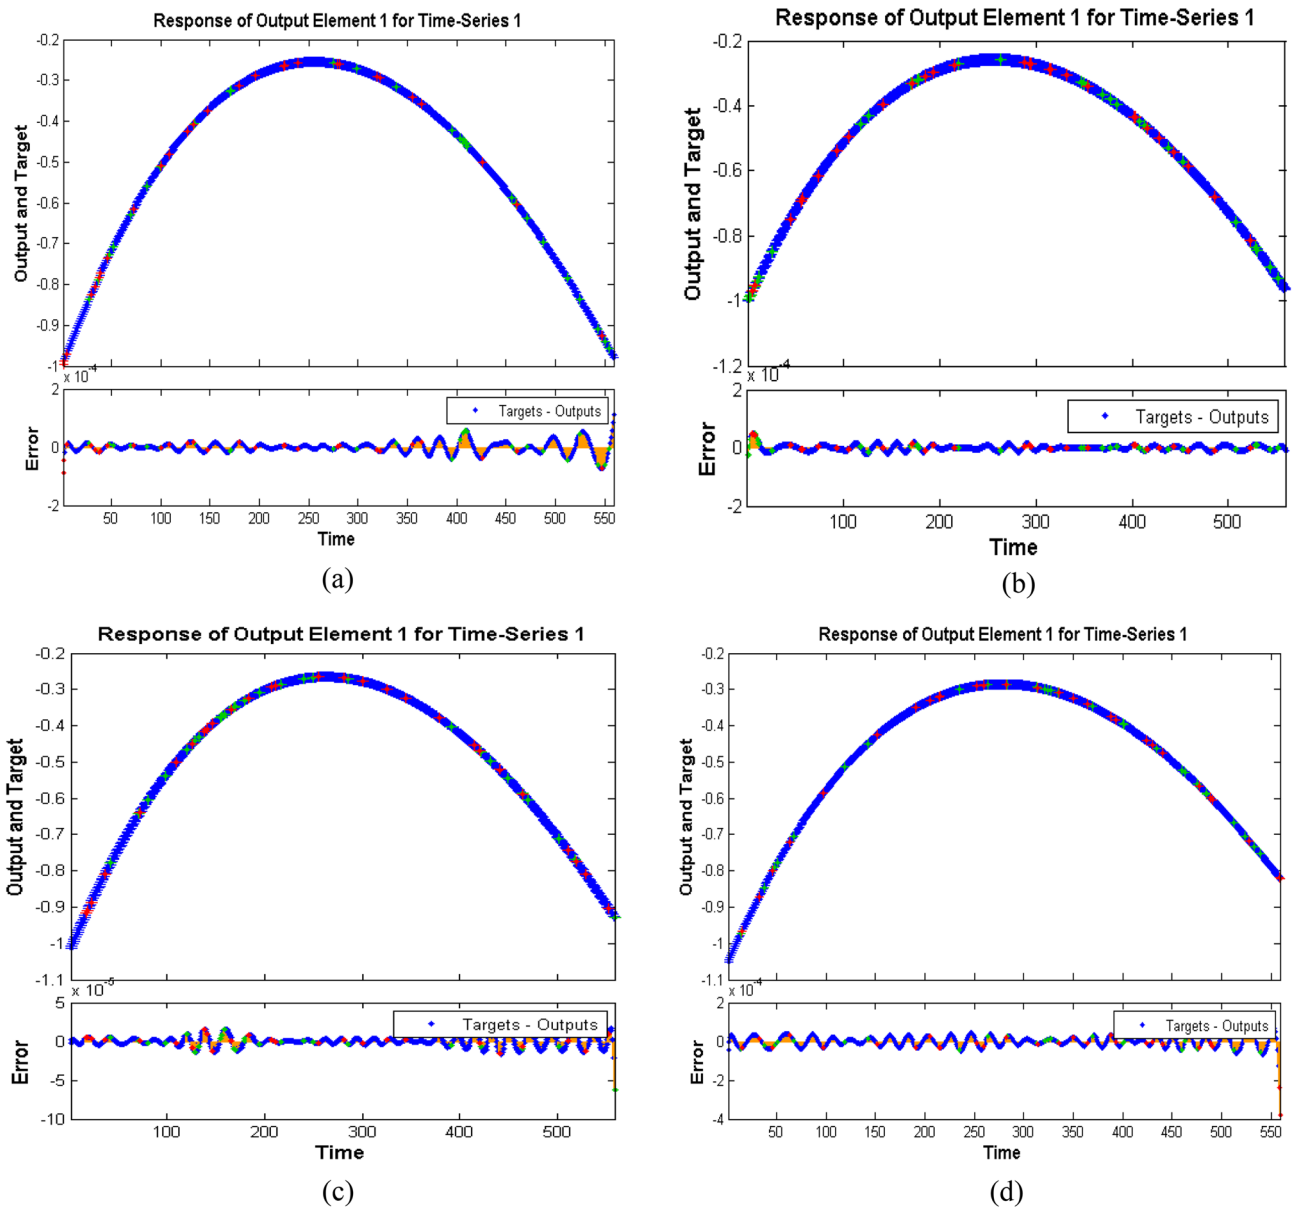 Response of Output Element 1 for Time-Series 1
Output and Target
-0.2
-0.3
-0.4
-0.5
-0.6
-0.7
-0.8
-0.9
-1
x 10^-4
Error
2
0
-2
Targets - Outputs
50 100 150 200 250 300 350 400 450 500 550
Time
(a)
Response of Output Element 1 for Time-Series 1
Output and Target
-0.2
-0.4
-0.6
-0.8
-1
-1.2
x 10^-4
Error
2
0
-2
Targets - Outputs
100 200 300 400 500
Time
(b)
Response of Output Element 1 for Time-Series 1
Output and Target
-0.2
-0.3
-0.4
-0.5
-0.6
-0.7
-0.8
-0.9
-1
-1.1
x 10^-5
Error
5
0
-5
-10
Targets - Outputs
100 200 300 400 500
Time
(c)
Response of Output Element 1 for Time-Series 1
Output and Target
-0.2
-0.3
-0.4
-0.5
-0.6
-0.7
-0.8
-0.9
-1
-1.1
x 10^-4
Error
2
0
-2
-4
Targets - Outputs
50 100 150 200 250 300 350 400 450 500 550
Time
(d)